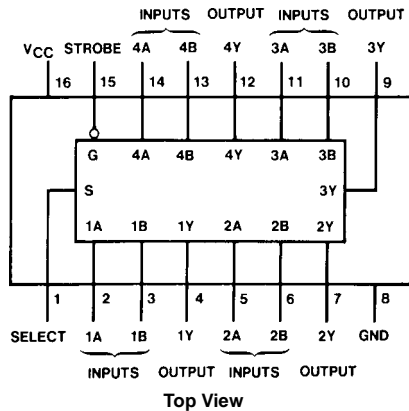 INPUTS OUTPUT INPUTS OUTPUT
VCC STROBE 4A 4B 4Y 3A 3B 3Y
16 15 14 13 12 11 10 9
G 4A 4B 4Y 3A 3B
S 3Y
1A 1B 1Y 2A 2B 2Y
1 2 3 4 5 6 7 8
SELECT 1A 1B 1Y 2A 2B 2Y GND
INPUTS OUTPUT INPUTS OUTPUT
Top View